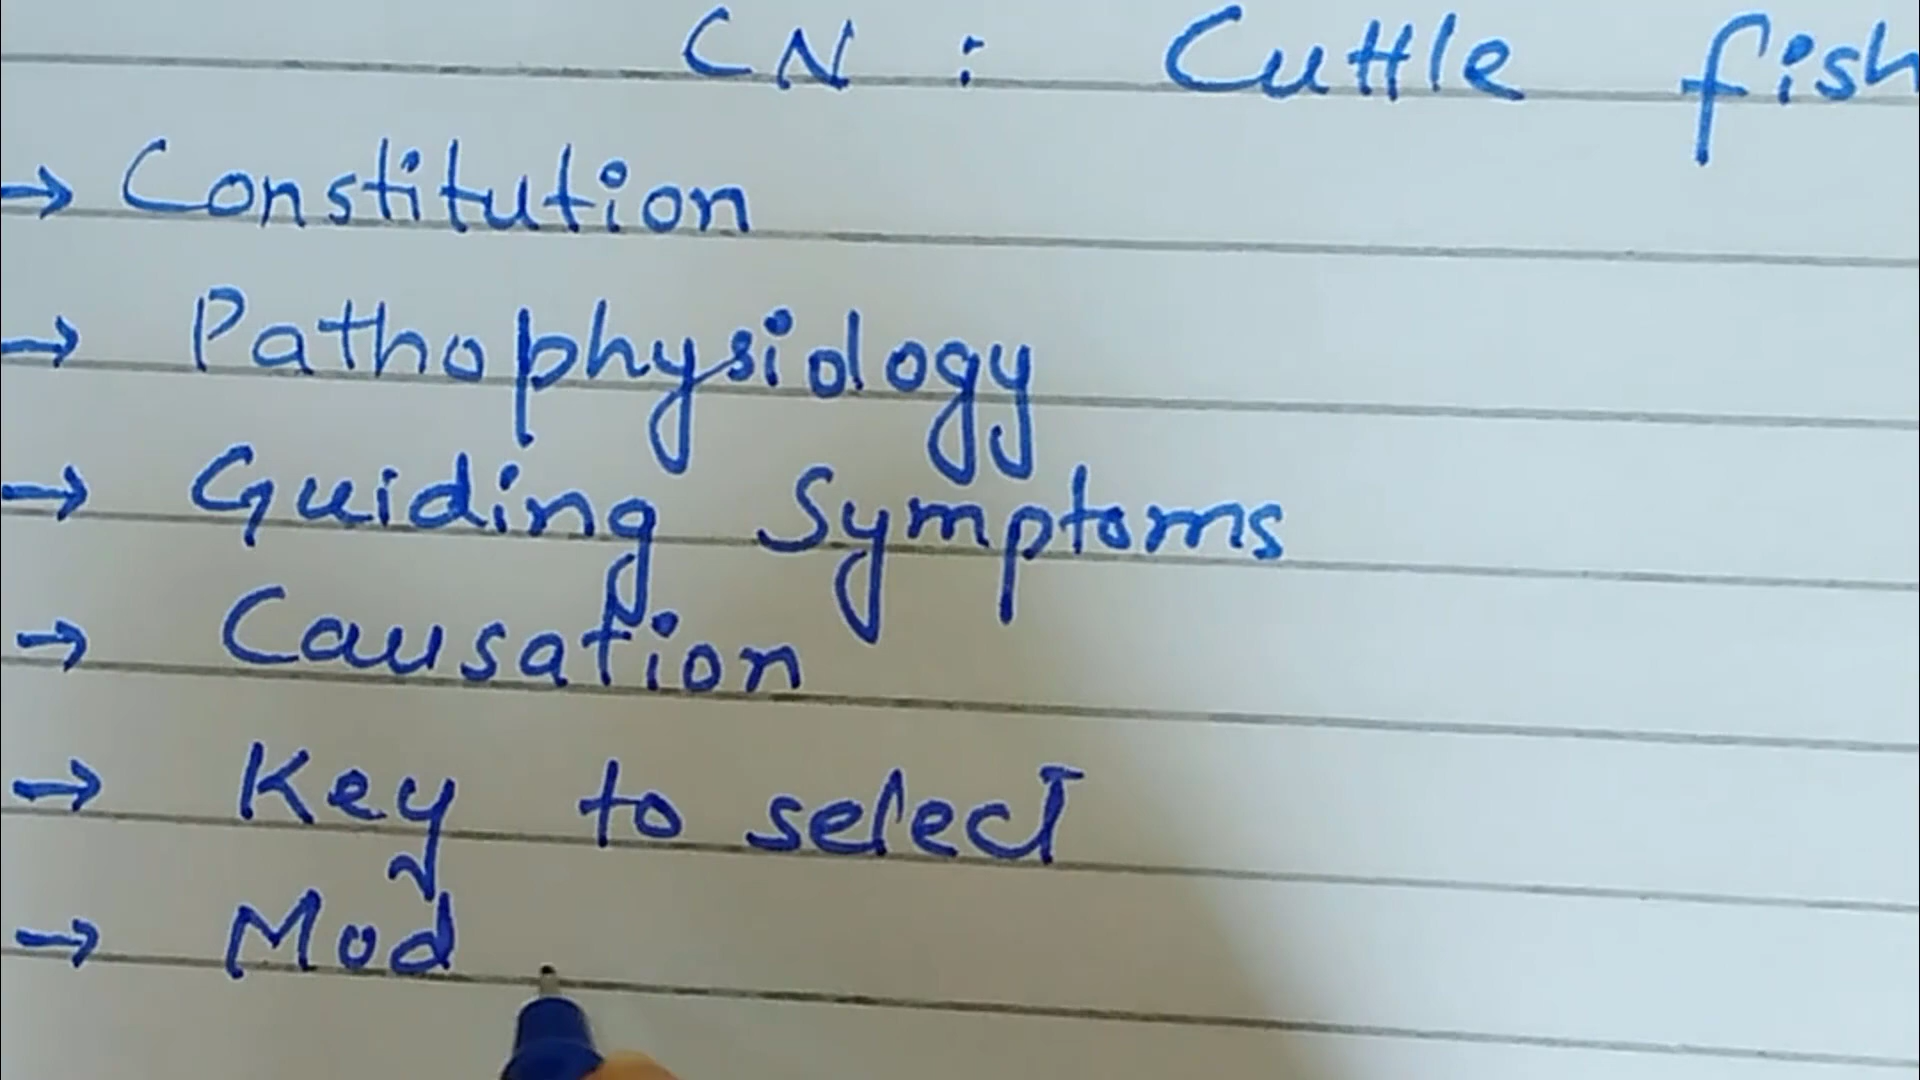 CN : Cuttle fish
→ Constitution
→ Pathophysiology
→ Guiding Symptoms
→ Causation
→ Key to select
→ Mod